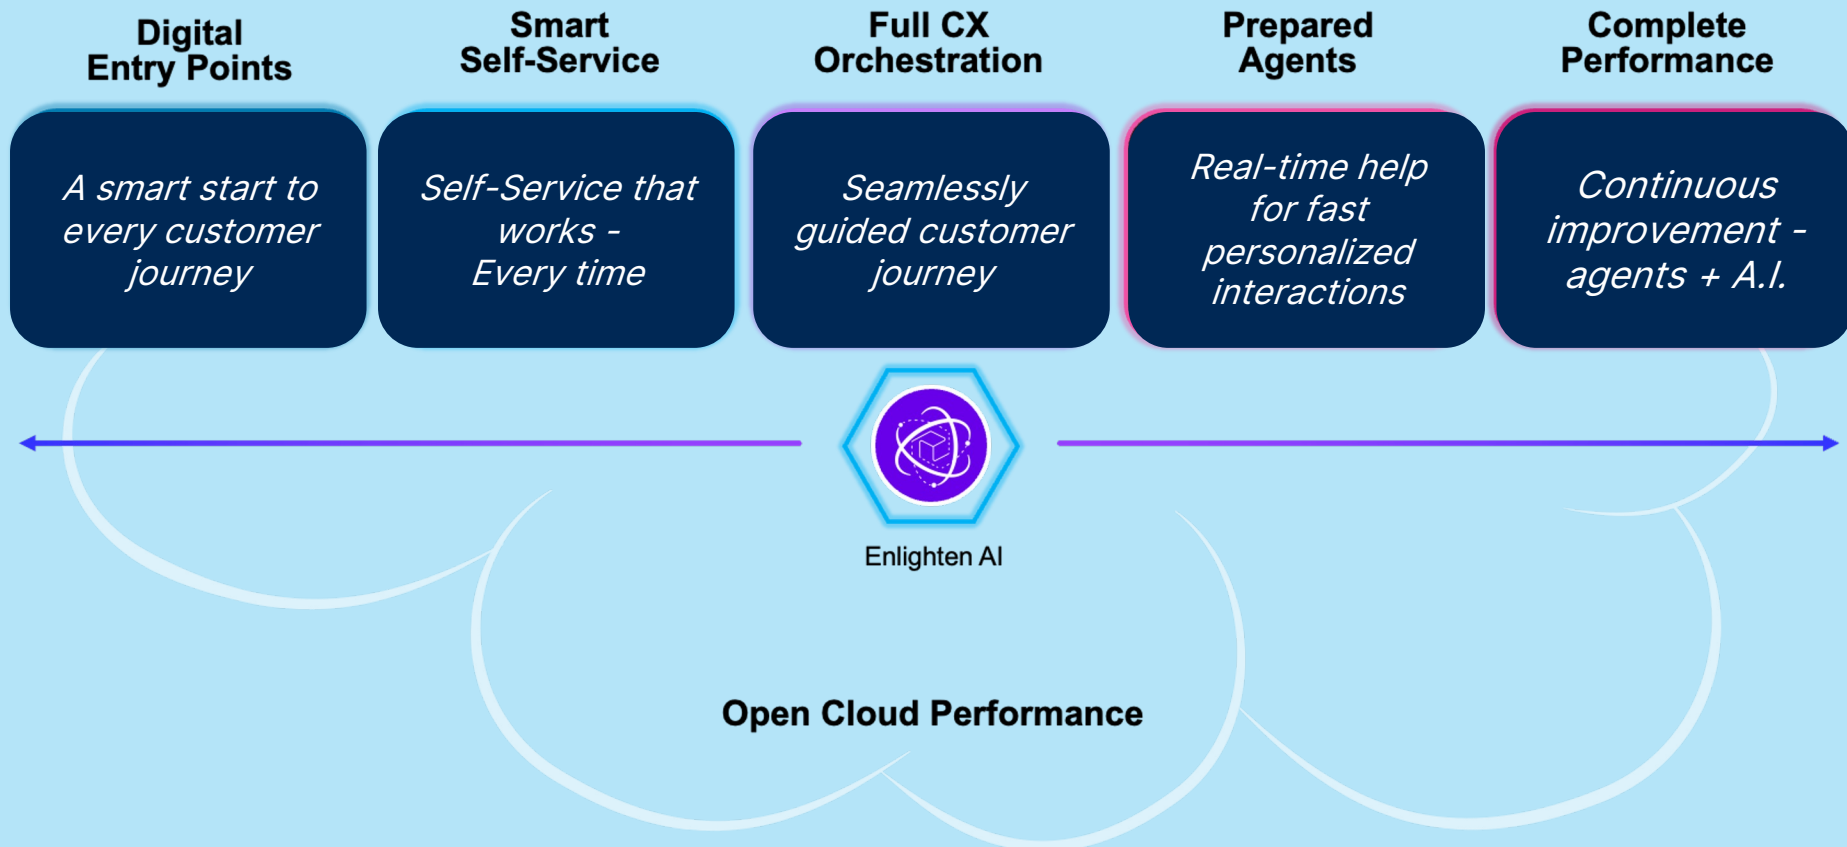 Digital
Entry Points
A smart start to
every customer
journey
Smart
Self-Service
Self-Service that
works -
Every time
Full CX
Orchestration
Seamlessly
guided customer
journey
Prepared
Agents
Real-time help
for fast
personalized
interactions
Complete
Performance
Continuous
improvement -
agents + A.I.
Enlighten AI
Open Cloud Performance